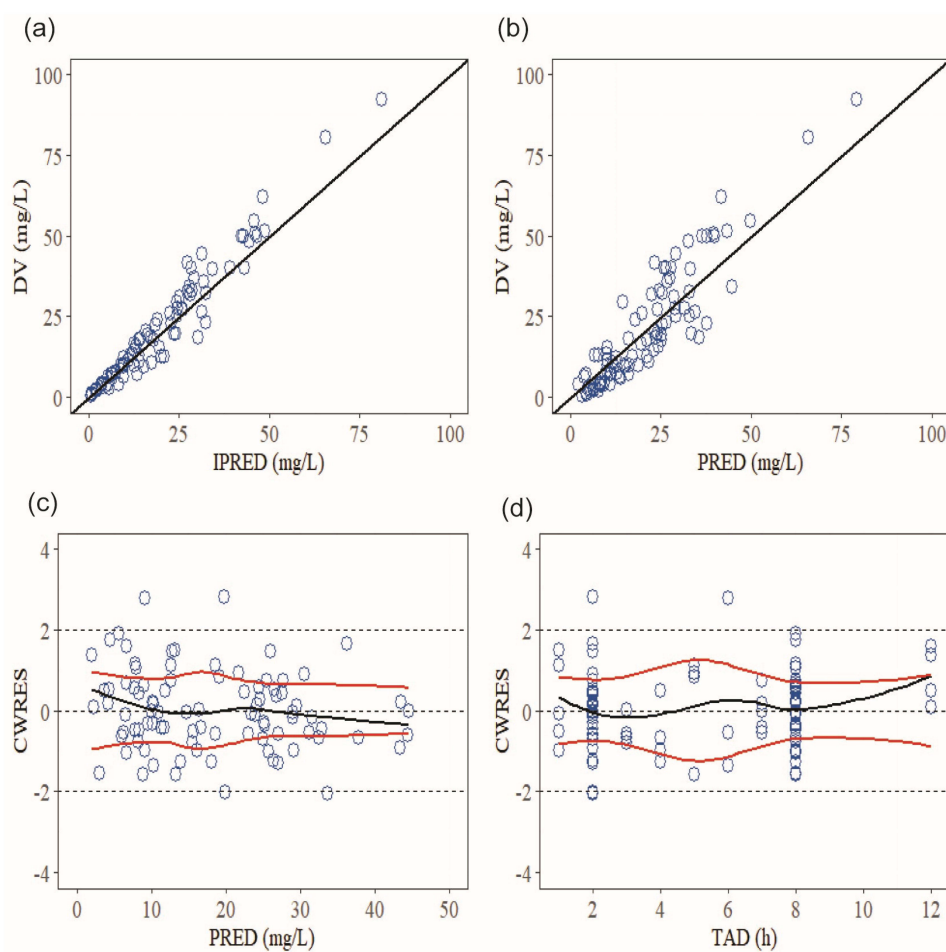 (a)
100
75
50
25
0
DV (mg/L)
0 25 50 75 100
IPRED (mg/L)
(b)
100
75
50
25
0
DV (mg/L)
0 25 50 75 100
PRED (mg/L)
(c)
4
2
0
-2
-4
CWRES
0 10 20 30 40 50
PRED (mg/L)
(d)
4
2
0
-2
-4
CWRES
2 4 6 8 10 12
TAD (h)